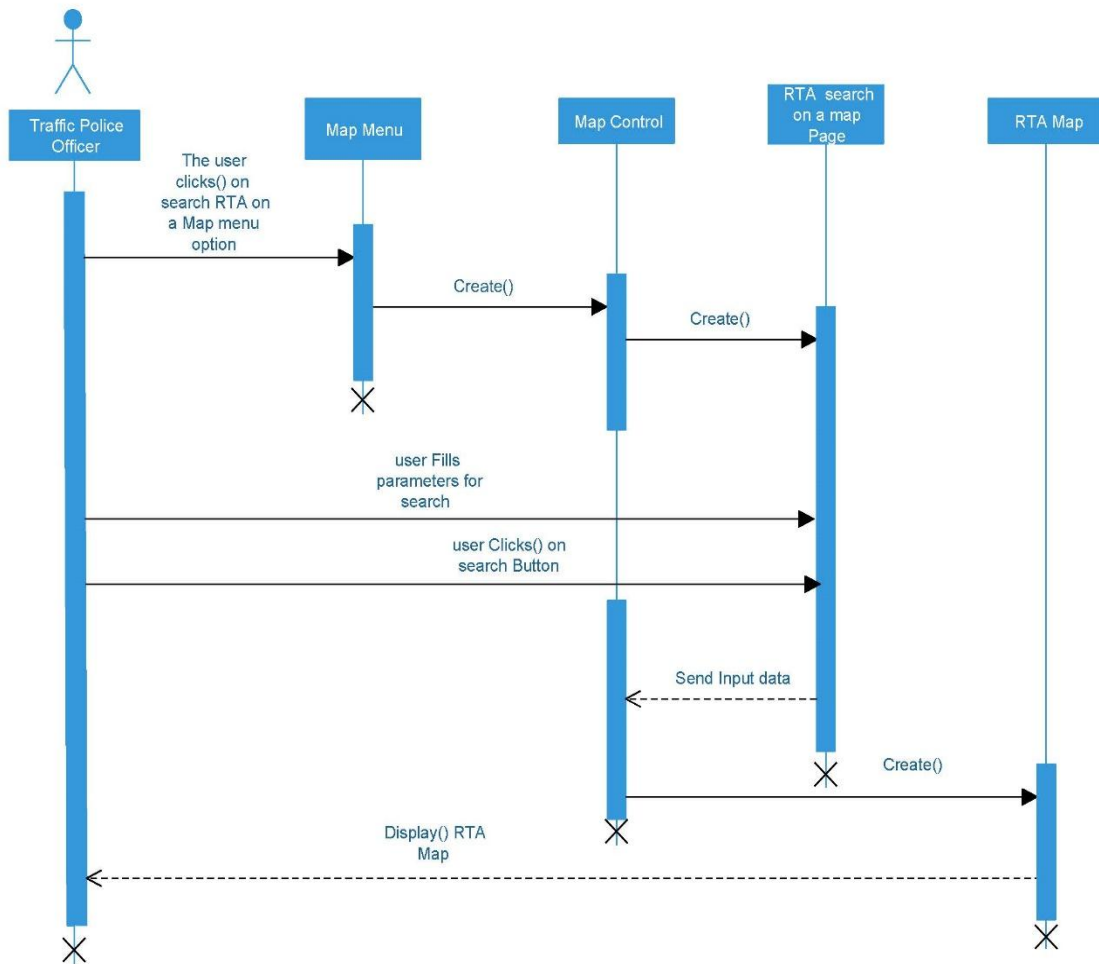 Traffic Police
Officer
Map Menu
Map Control
RTA search
on a map
Page
RTA Map
The user
clicks() on
search RTA on
a Map menu
option
Create()
Create()
user Fills
parameters for
search
user Clicks() on
search Button
Send Input data
Create()
Display() RTA
Map